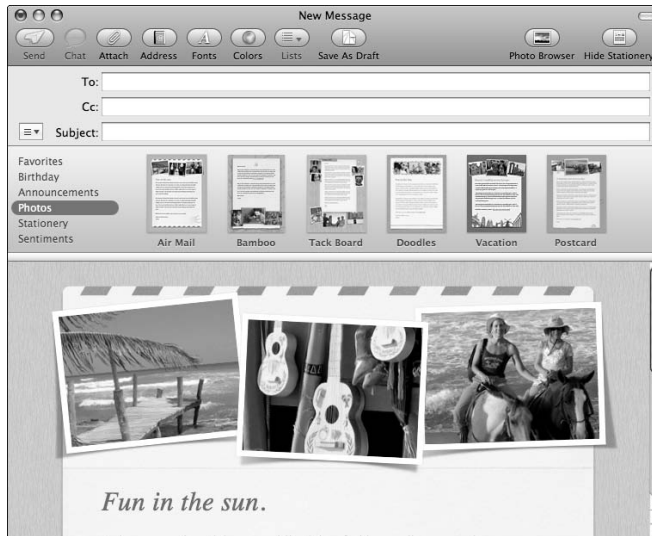 New Message
Send Chat Attach Address Fonts Colors Lists Save As Draft Photo Browser Hide Stationery
To:
Cc:
Subject:
Favorites
Birthday
Announcements
Photos
Stationery
Sentiments
Air Mail Bamboo Tack Board Doodles Vacation Postcard
Fun in the sun.